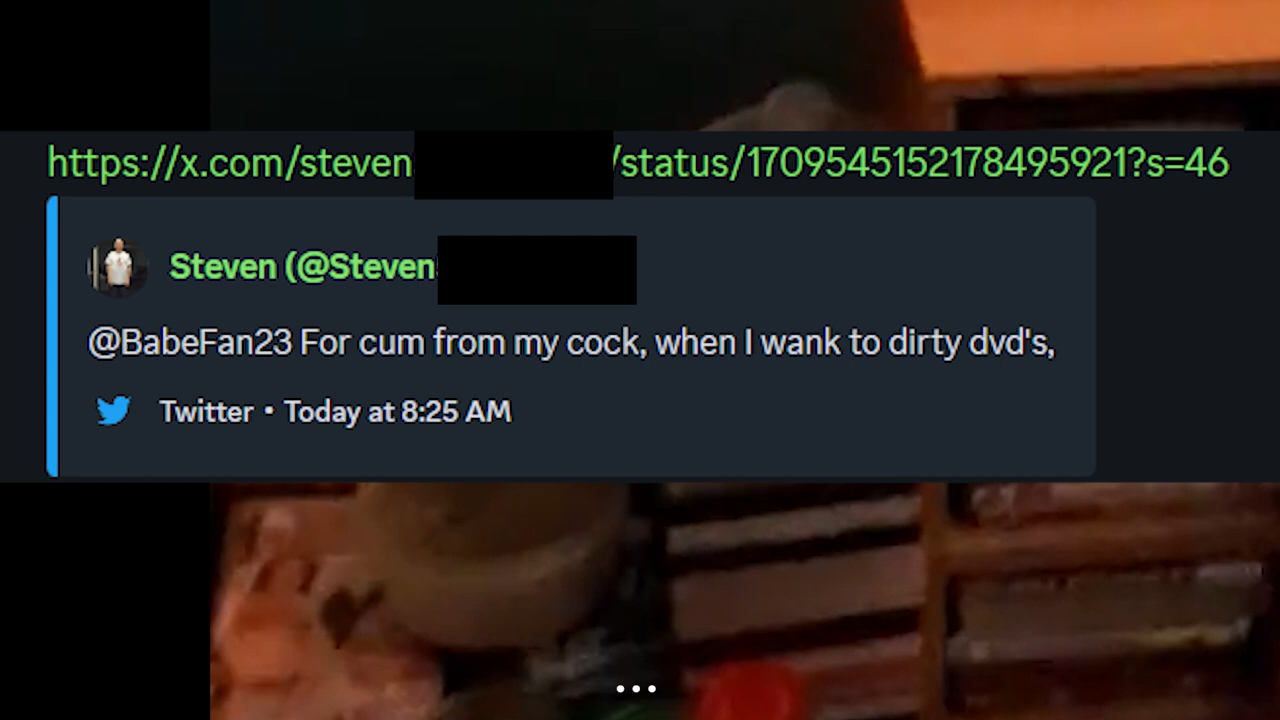 https://x.com/steven /status/1709545152178495921?s=46
Steven (@Steven
@BabeFan23 For cum from my cock, when I wank to dirty dvd's,
Twitter • Today at 8:25 AM